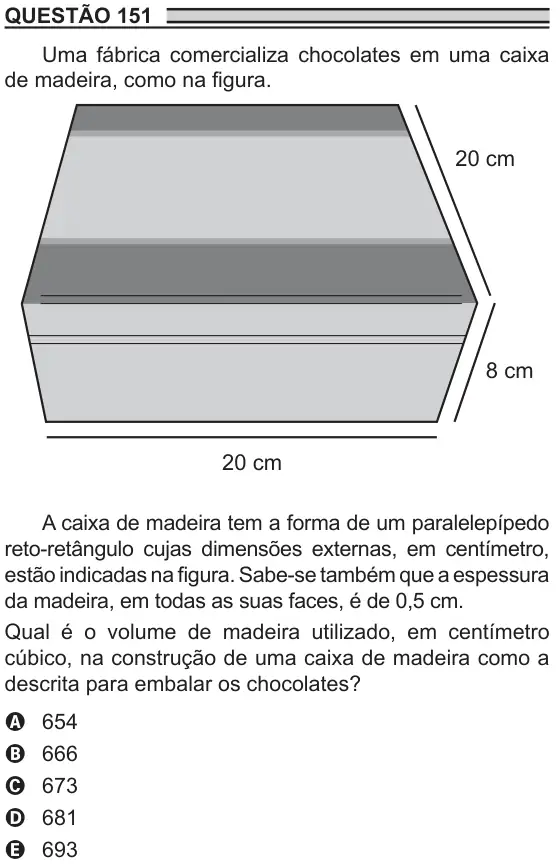 QUESTÃO 151
Uma fábrica comercializa chocolates em uma caixa
de madeira, como na figura.
20 cm
8 cm
20 cm
A caixa de madeira tem a forma de um paralelepípedo
reto-retângulo cujas dimensões externas, em centímetro,
estão indicadas na figura. Sabe-se também que a espessura
da madeira, em todas as suas faces, é de 0,5 cm.
Qual é o volume de madeira utilizado, em centímetro
cúbico, na construção de uma caixa de madeira como a
descrita para embalar os chocolates?
A 654
B 666
C 673
D 681
E 693